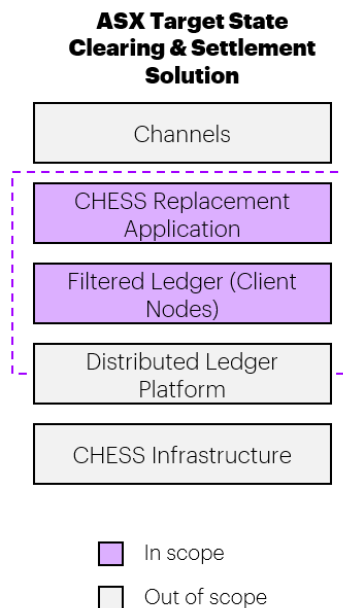 ASX Target State
Clearing & Settlement
Solution
Channels
CHESS Replacement
Application
Filtered Ledger (Client
Nodes)
Distributed Ledger
Platform
CHESS Infrastructure
In scope
Out of scope